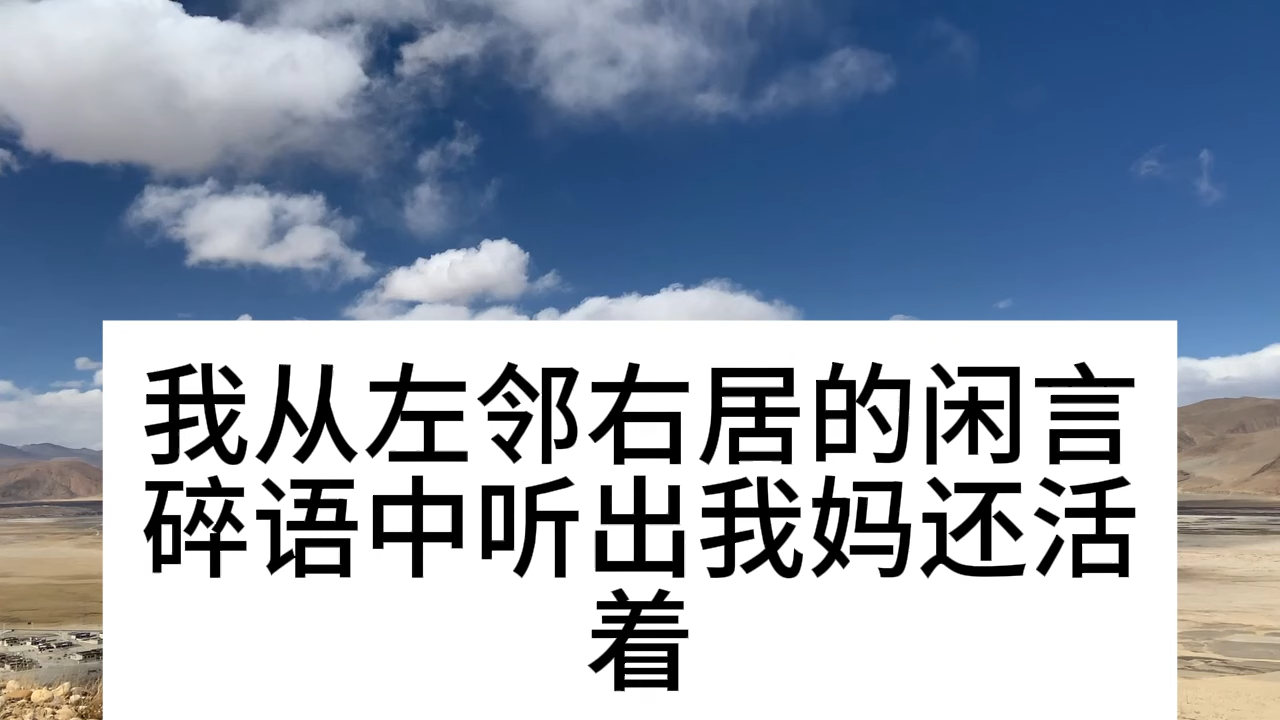 我从左邻右居的闲言
碎语中听出我妈还活
着